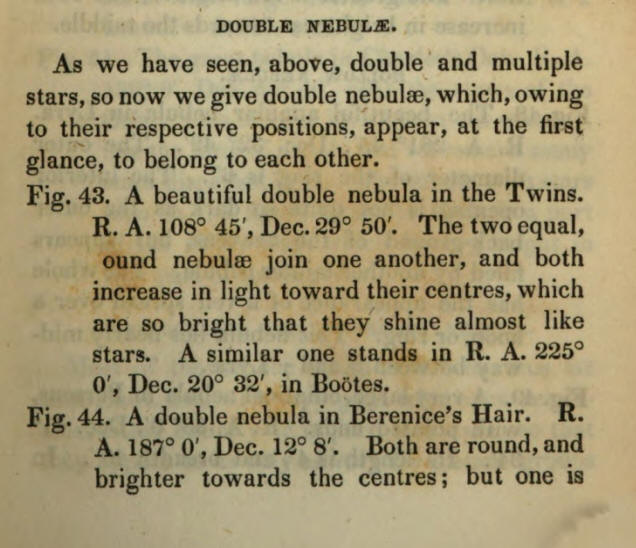 DOUBLE NEBULÆ.
As we have seen, above, double and multiple
stars, so now we give double nebulæ, which, owing
to their respective positions, appear, at the first
glance, to belong to each other.
Fig. 43. A beautiful double nebula in the Twins.
R. A. 108° 45′, Dec. 29° 50′. The two equal,
ound nebulæ join one another, and both
increase in light toward their centres, which
are so bright that they shine almost like
stars. A similar one stands in R. A. 225°
0′, Dec. 20° 32′, in Boötes.
Fig. 44. A double nebula in Berenice's Hair. R.
A. 187° 0′, Dec. 12° 8′. Both are round, and
brighter towards the centres; but one is